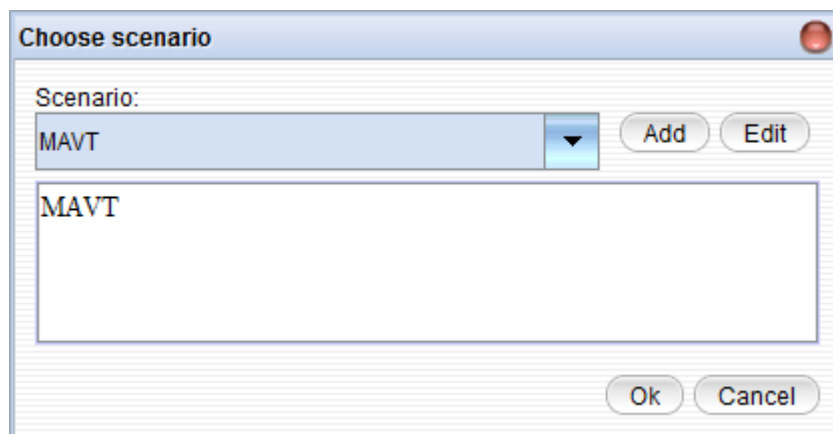 Choose scenario
Scenario:
MAVT Add Edit
MAVT
Ok Cancel